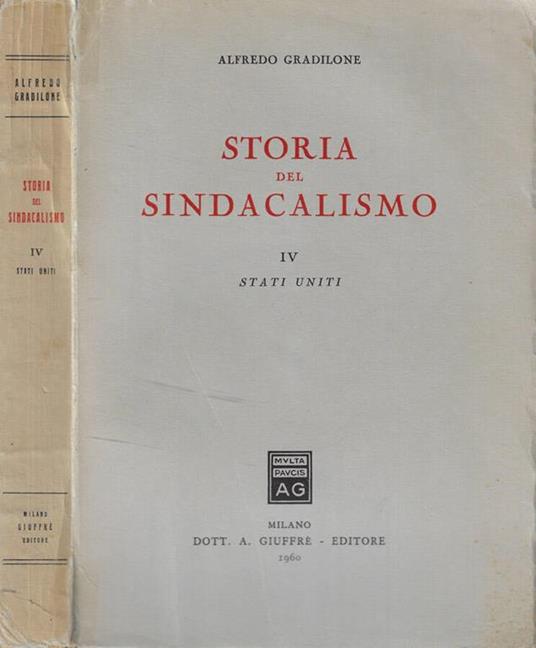 ALFREDO
GRADILONE
STORIA
DEL
SINDACALISMO
IV
STATI UNITI
MILANO
GIUFFRÈ
EDITORE
ALFREDO GRADILONE
STORIA
DEL
SINDACALISMO
IV
STATI UNITI
MVLTA
PAVCIS
AG
MILANO
DOTT. A. GIUFFRÈ - EDITORE
1960